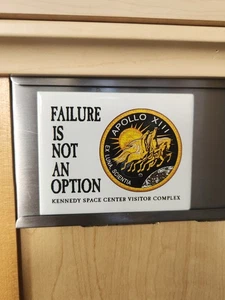 FAILURE
IS
NOT
AN
OPTION
APOLLO XIII
EX LUNA SCIENTIA
KENNEDY SPACE CENTER VISITOR COMPLEX